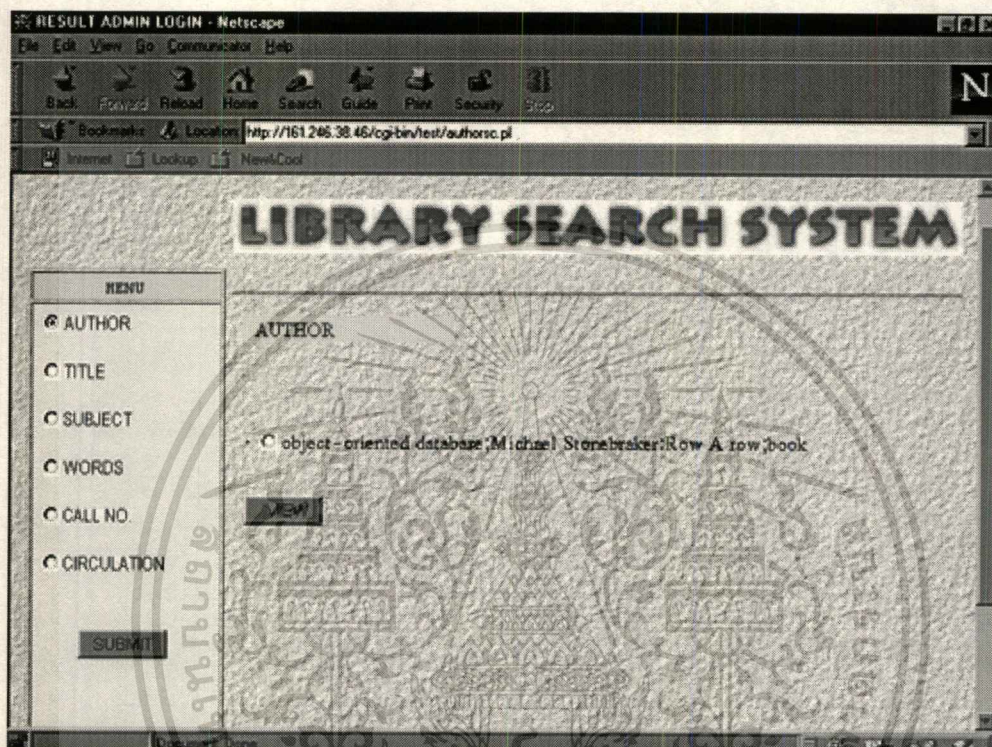 RESULT ADMIN LOGIN - Netscape
File Edit View Go Communicator Help
Back Forward Reload Home Search Guide Print Security Stop
N
Bookmarks Location: http://161.246.38.46/cgi-bin/test/authorsc.pl
Internet Lookup New&Cool
LIBRARY SEARCH SYSTEM
MENU
AUTHOR
TITLE
SUBJECT
WORDS
CALL NO.
CIRCULATION
SUBMIT
AUTHOR
object-oriented database;Michael Stonebraker;Row A row;book
VIEW
Document: Done